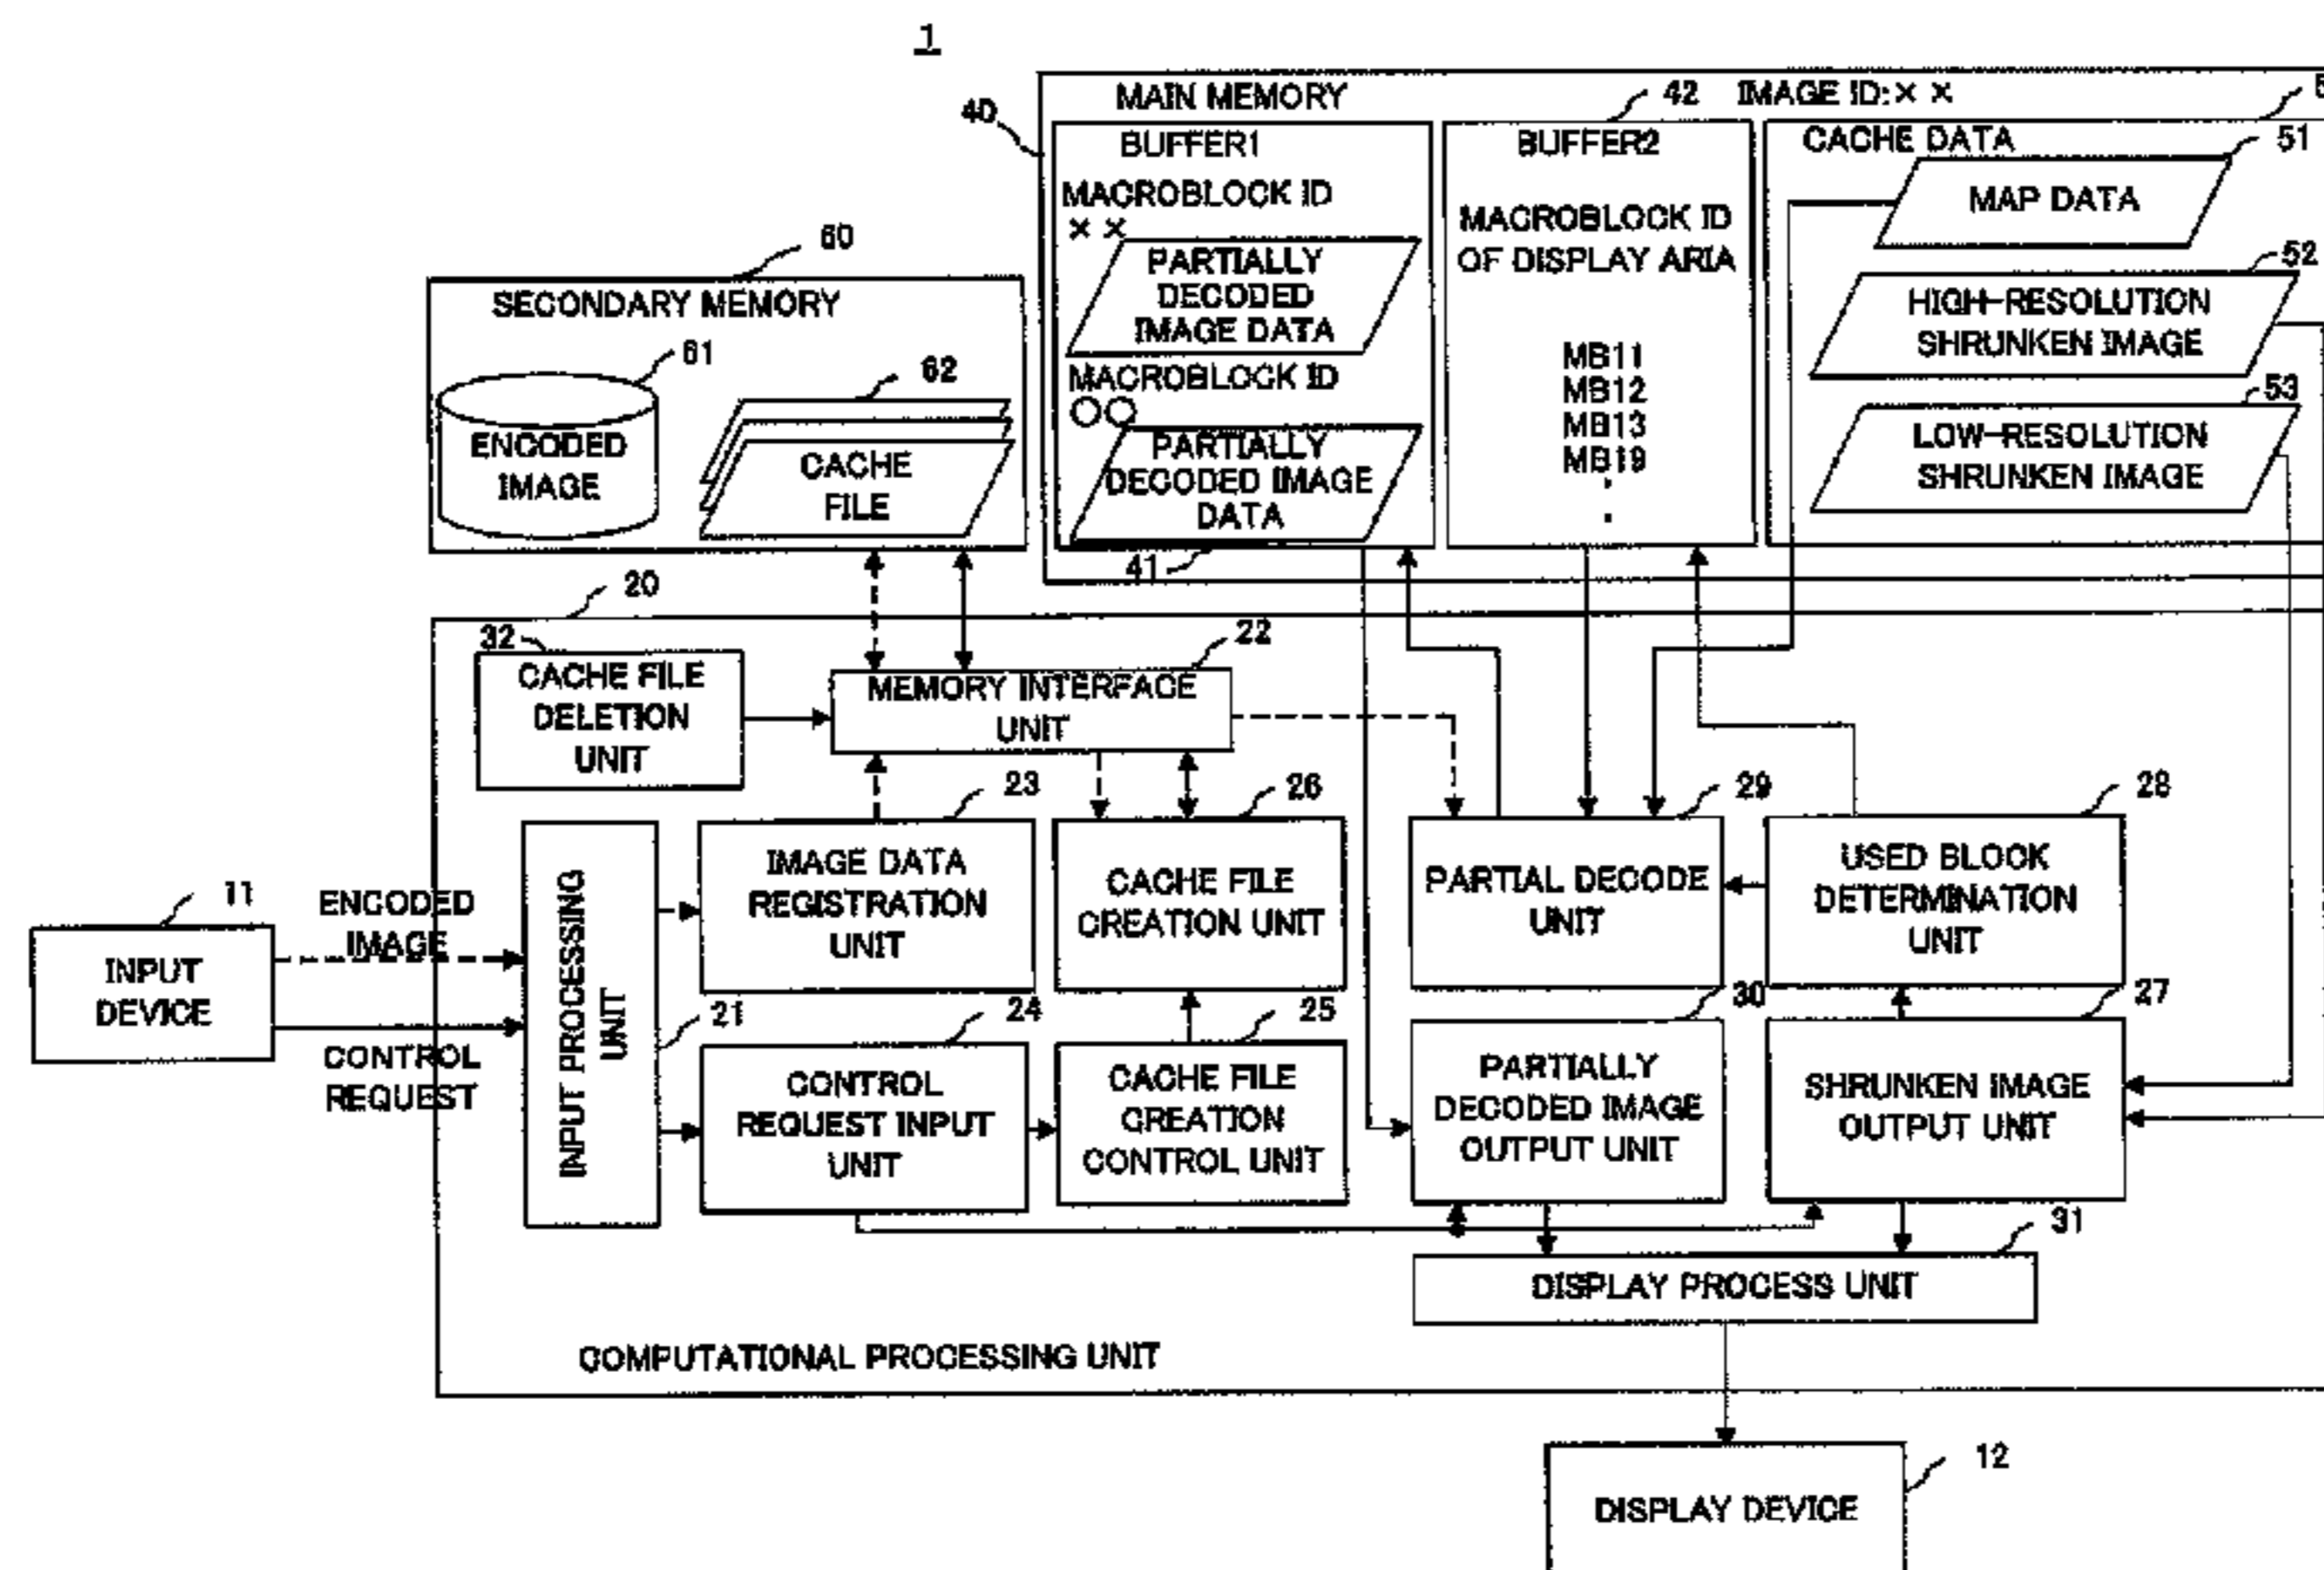 1
MAIN MEMORY
42
IMAGE ID:× ×
40
BUFFER1
MACROBLOCK ID
× ×
PARTIALLY
DECODED
IMAGE DATA
MACROBLOCK ID
○○
PARTIALLY
DECODED IMAGE
DATA
41
BUFFER2
MACROBLOCK ID
OF DISPLAY ARIA
MB11
MB12
MB13
MB19
CACHE DATA
51
MAP DATA
52
HIGH-RESOLUTION
SHRUNKEN IMAGE
53
LOW-RESOLUTION
SHRUNKEN IMAGE
60
SECONDARY MEMORY
61
ENCODED
IMAGE
62
CACHE
FILE
20
32
CACHE FILE
DELETION
UNIT
22
MEMORY INTERFACE
UNIT
23
IMAGE DATA
REGISTRATION
UNIT
26
CACHE FILE
CREATION UNIT
29
PARTIAL DECODE
UNIT
28
USED BLOCK
DETERMINATION
UNIT
11
INPUT
DEVICE
ENCODED
IMAGE
CONTROL
REQUEST
INPUT PROCESSING
UNIT
21
24
CONTROL
REQUEST INPUT
UNIT
25
CACHE FILE
CREATION
CONTROL UNIT
30
PARTIALLY
DECODED IMAGE
OUTPUT UNIT
27
SHRUNKEN IMAGE
OUTPUT UNIT
31
DISPLAY PROCESS UNIT
COMPUTATIONAL PROCESSING UNIT
12
DISPLAY DEVICE